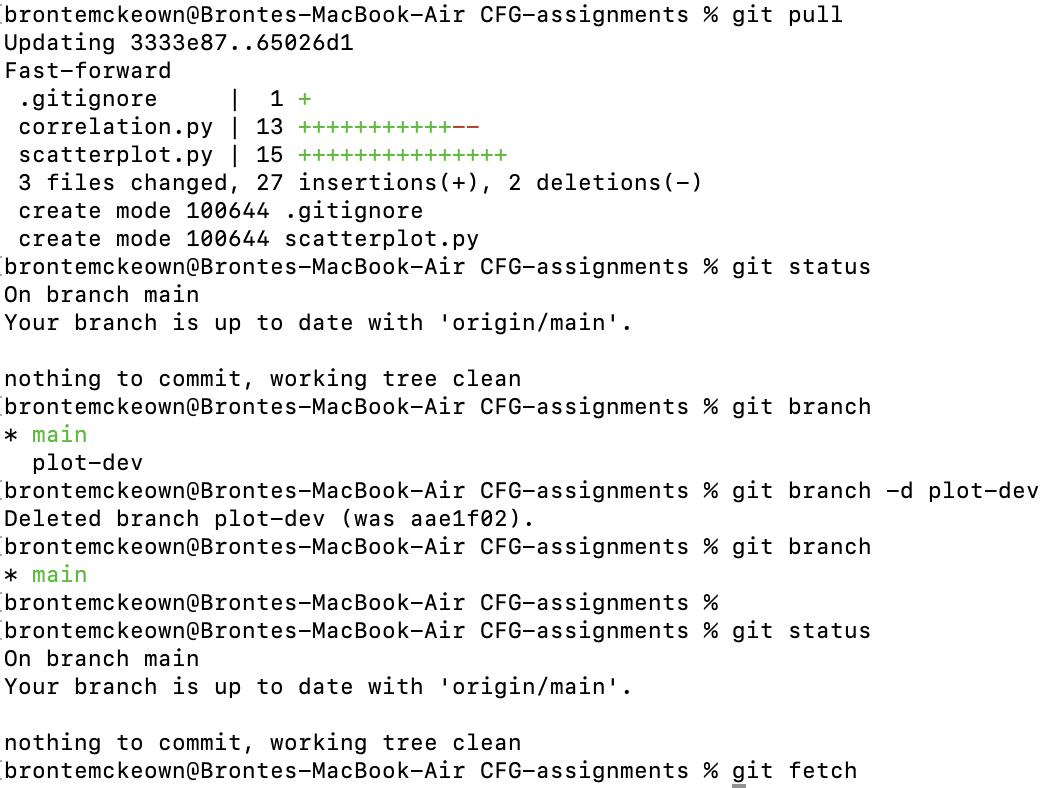 [brontemckeown@Brontes-MacBook-Air CFG-assignments % git pull
Updating 3333e87..65026d1
Fast-forward
 .gitignore     |  1 +
 correlation.py | 13 +++++++++++--
 scatterplot.py | 15 +++++++++++++++
 3 files changed, 27 insertions(+), 2 deletions(-)
 create mode 100644 .gitignore
 create mode 100644 scatterplot.py
[brontemckeown@Brontes-MacBook-Air CFG-assignments % git status
On branch main
Your branch is up to date with 'origin/main'.

nothing to commit, working tree clean
[brontemckeown@Brontes-MacBook-Air CFG-assignments % git branch
* main
  plot-dev
[brontemckeown@Brontes-MacBook-Air CFG-assignments % git branch -d plot-dev
Deleted branch plot-dev (was aae1f02).
[brontemckeown@Brontes-MacBook-Air CFG-assignments % git branch
* main
[brontemckeown@Brontes-MacBook-Air CFG-assignments %
[brontemckeown@Brontes-MacBook-Air CFG-assignments % git status
On branch main
Your branch is up to date with 'origin/main'.

nothing to commit, working tree clean
[brontemckeown@Brontes-MacBook-Air CFG-assignments % git fetch